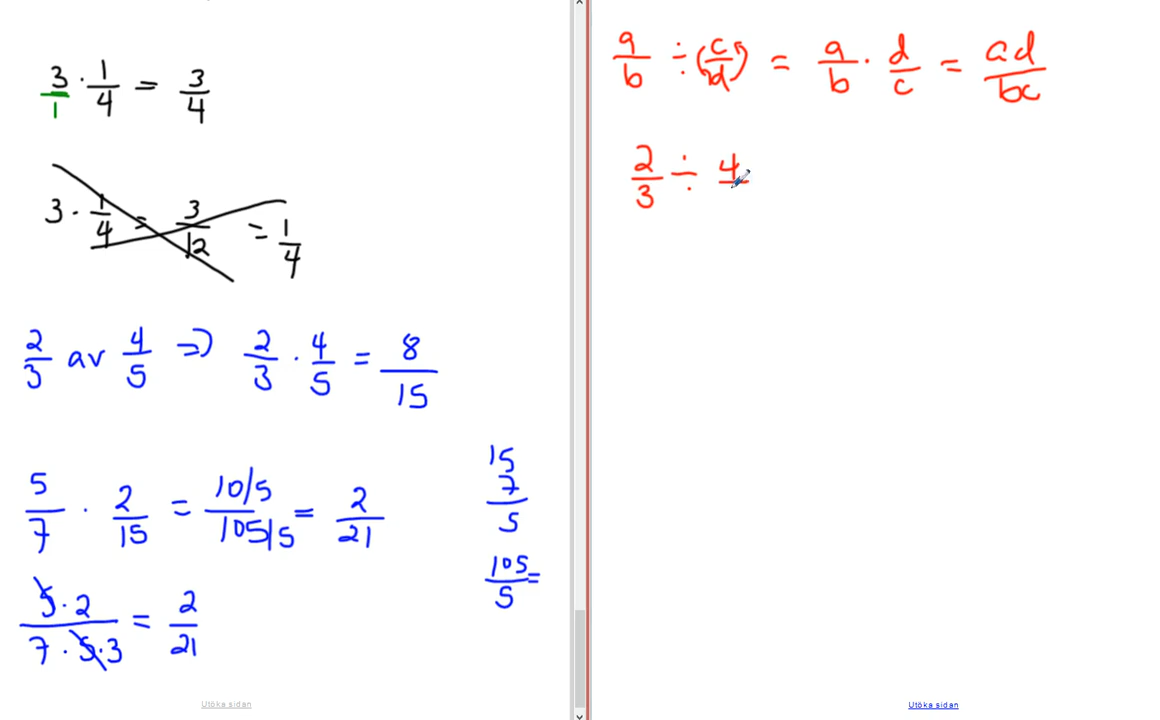 3/1 · 1/4 = 3/4
3 · 1/4 = 3/12 = 1/4
2/3 av 4/5 => 2/3 · 4/5 = 8/15
5/7 · 2/15 = 10/5 / 105/5 = 2/21
5·2 / 7·5·3 = 2/21
15
7
5
105/5 =
Utöka sidan
a/b ÷ (c/d) = a/b · d/c = ad/bc
2/3 ÷ 4
Utöka sidan